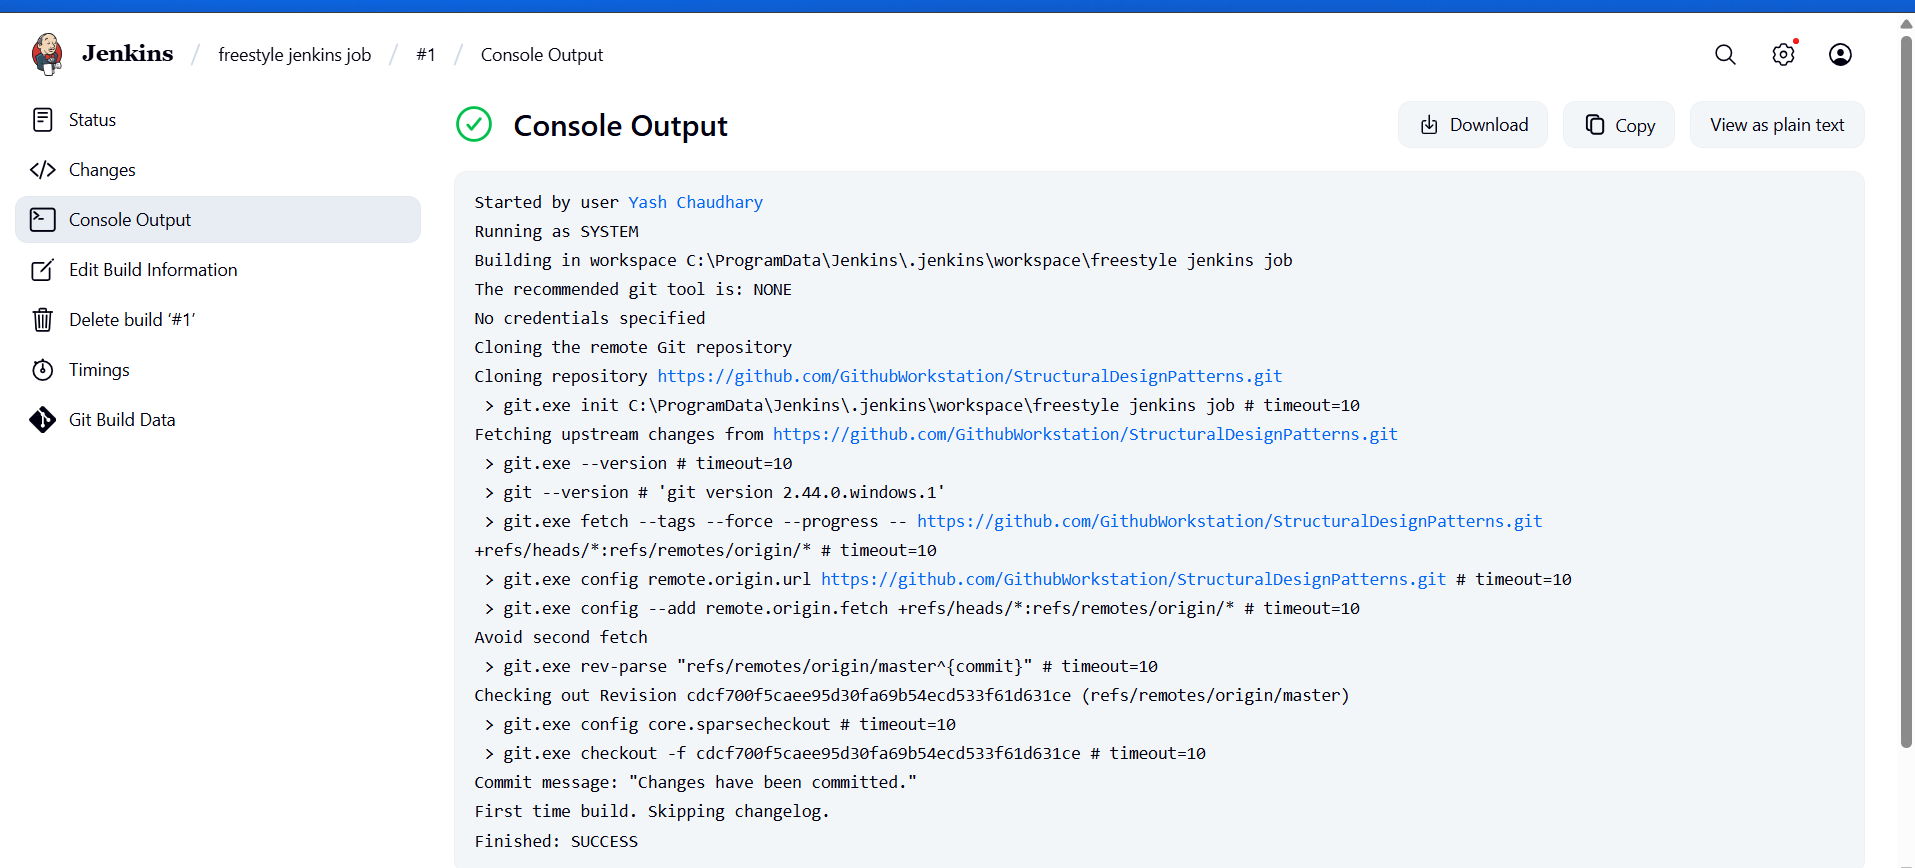 Jenkins / freestyle jenkins job / #1 / Console Output
Status
Changes
Console Output
Edit Build Information
Delete build ‘#1’
Timings
Git Build Data
Console Output
Download
Copy
View as plain text
Started by user Yash Chaudhary
Running as SYSTEM
Building in workspace C:\ProgramData\Jenkins\.jenkins\workspace\freestyle jenkins job
The recommended git tool is: NONE
No credentials specified
Cloning the remote Git repository
Cloning repository https://github.com/GithubWorkstation/StructuralDesignPatterns.git
 > git.exe init C:\ProgramData\Jenkins\.jenkins\workspace\freestyle jenkins job # timeout=10
Fetching upstream changes from https://github.com/GithubWorkstation/StructuralDesignPatterns.git
 > git.exe --version # timeout=10
 > git --version # 'git version 2.44.0.windows.1'
 > git.exe fetch --tags --force --progress -- https://github.com/GithubWorkstation/StructuralDesignPatterns.git
+refs/heads/*:refs/remotes/origin/* # timeout=10
 > git.exe config remote.origin.url https://github.com/GithubWorkstation/StructuralDesignPatterns.git # timeout=10
 > git.exe config --add remote.origin.fetch +refs/heads/*:refs/remotes/origin/* # timeout=10
Avoid second fetch
 > git.exe rev-parse "refs/remotes/origin/master^{commit}" # timeout=10
Checking out Revision cdcf700f5caee95d30fa69b54ecd533f61d631ce (refs/remotes/origin/master)
 > git.exe config core.sparsecheckout # timeout=10
 > git.exe checkout -f cdcf700f5caee95d30fa69b54ecd533f61d631ce # timeout=10
Commit message: "Changes have been committed."
First time build. Skipping changelog.
Finished: SUCCESS